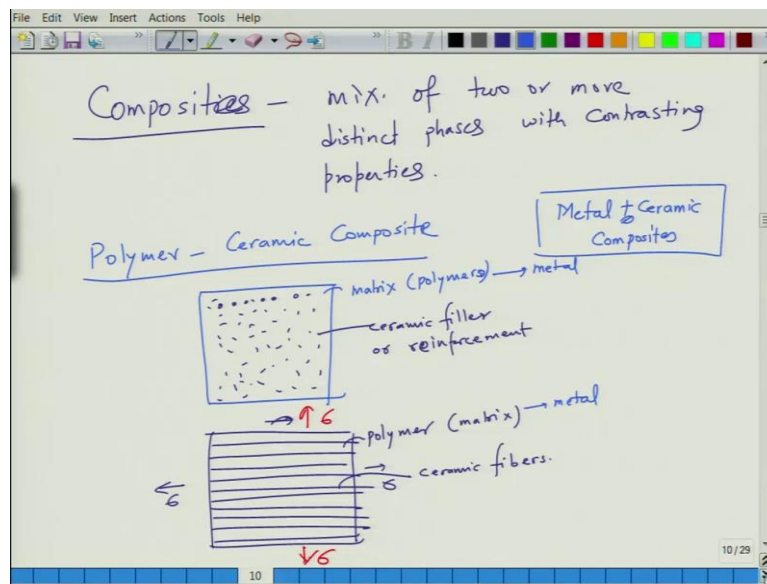 File Edit View Insert Actions Tools Help
B I
Composites – mix. of two or more
distinct phases with contrasting
properties.
Metal + Ceramic
Composites
Polymer – Ceramic Composite
matrix (polymers) → metal
ceramic filler
or reinforcement
σ
polymer (matrix) → metal
ceramic fibers.
σ
σ
σ
10/29
10